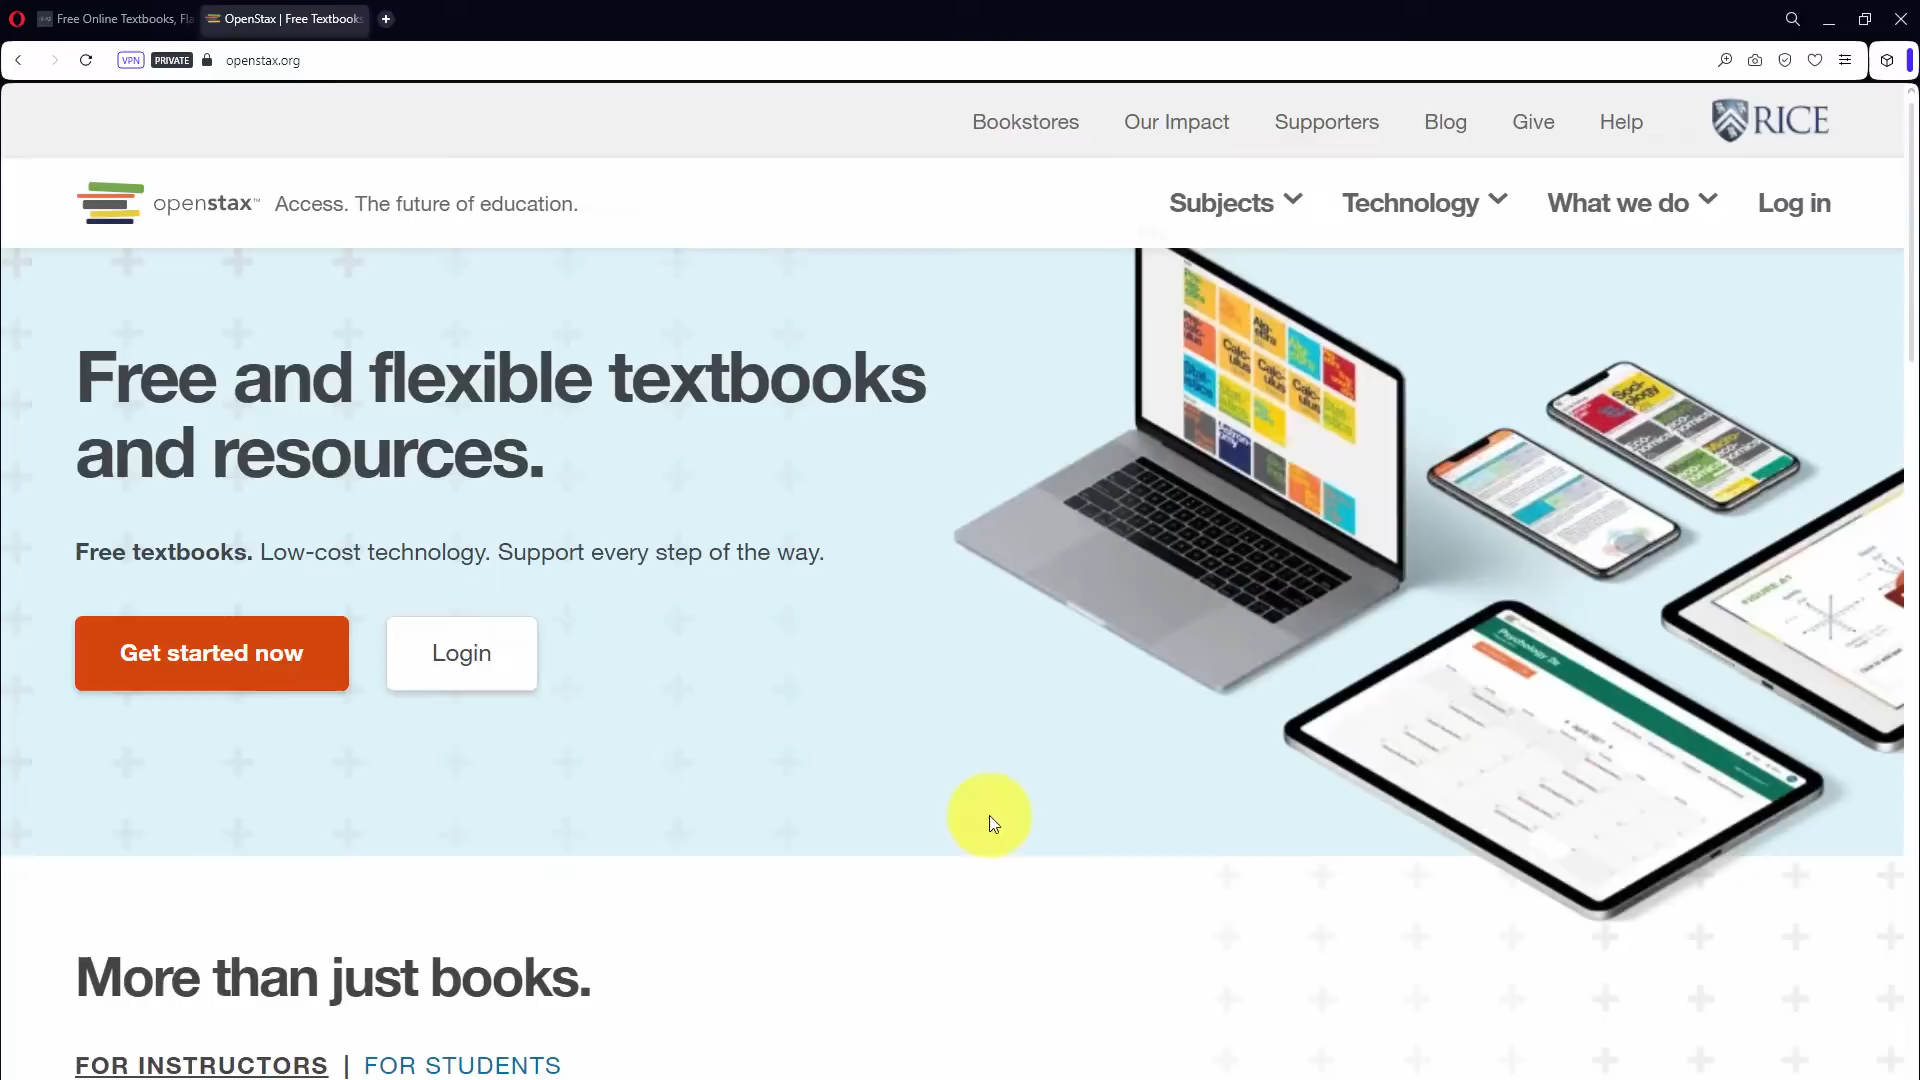 Free Online Textbooks, Fla
OpenStax | Free Textbooks
VPN PRIVATE openstax.org
Bookstores Our Impact Supporters Blog Give Help RICE
openstax™ Access. The future of education. Subjects Technology What we do Log in
Free and flexible textbooks
and resources.
Free textbooks. Low-cost technology. Support every step of the way.
Get started now Login
More than just books.
FOR INSTRUCTORS | FOR STUDENTS